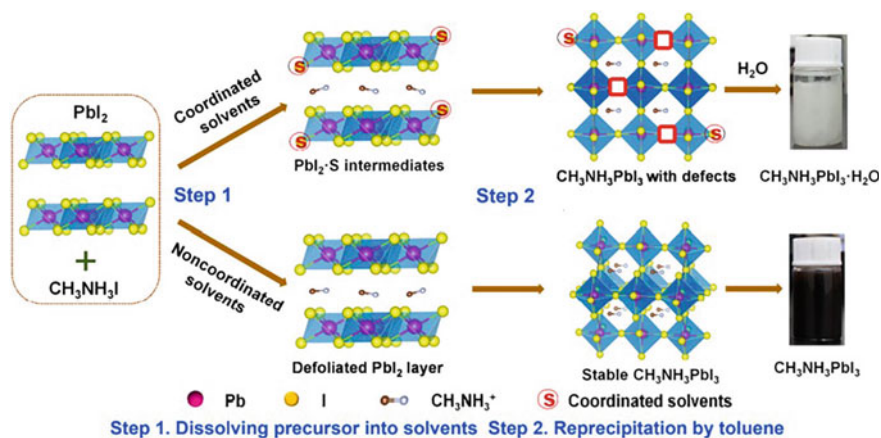 PbI₂
+
CH₃NH₃I
Coordinated
solvents
Step 1
Noncoordinated
solvents
S
S
S
S
PbI₂·S intermediates
Defoliated PbI₂ layer
Step 2
S
S
CH₃NH₃PbI₃ with defects
Stable CH₃NH₃PbI₃
H₂O
CH₃NH₃PbI₃·H₂O
CH₃NH₃PbI₃
Pb
I
CH₃NH₃⁺
S Coordinated solvents
Step 1. Dissolving precursor into solvents Step 2. Reprecipitation by toluene